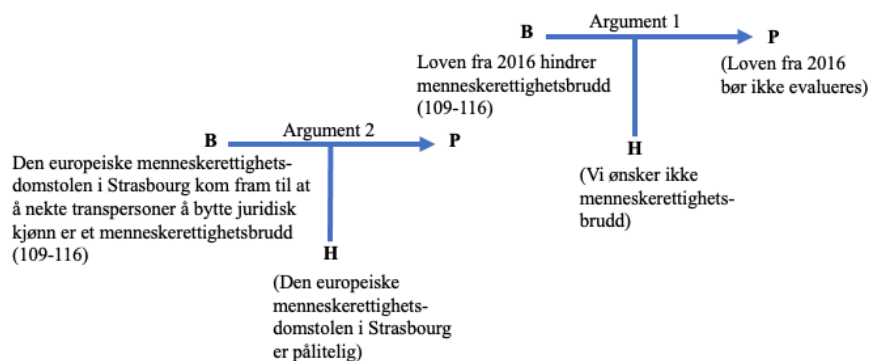 B
Argument 1
P
Loven fra 2016 hindrer
menneskerettighetsbrudd
(109-116)
(Loven fra 2016
bør ikke evalueres)
H
(Vi ønsker ikke
menneskerettighets-
brudd)
B
Argument 2
P
Den europeiske menneskerettighets-
domstolen i Strasbourg kom fram til at
å nekte transpersoner å bytte juridisk
kjønn er et menneskerettighetsbrudd
(109-116)
H
(Den europeiske
menneskerettighets-
domstolen i Strasbourg
er pålitelig)